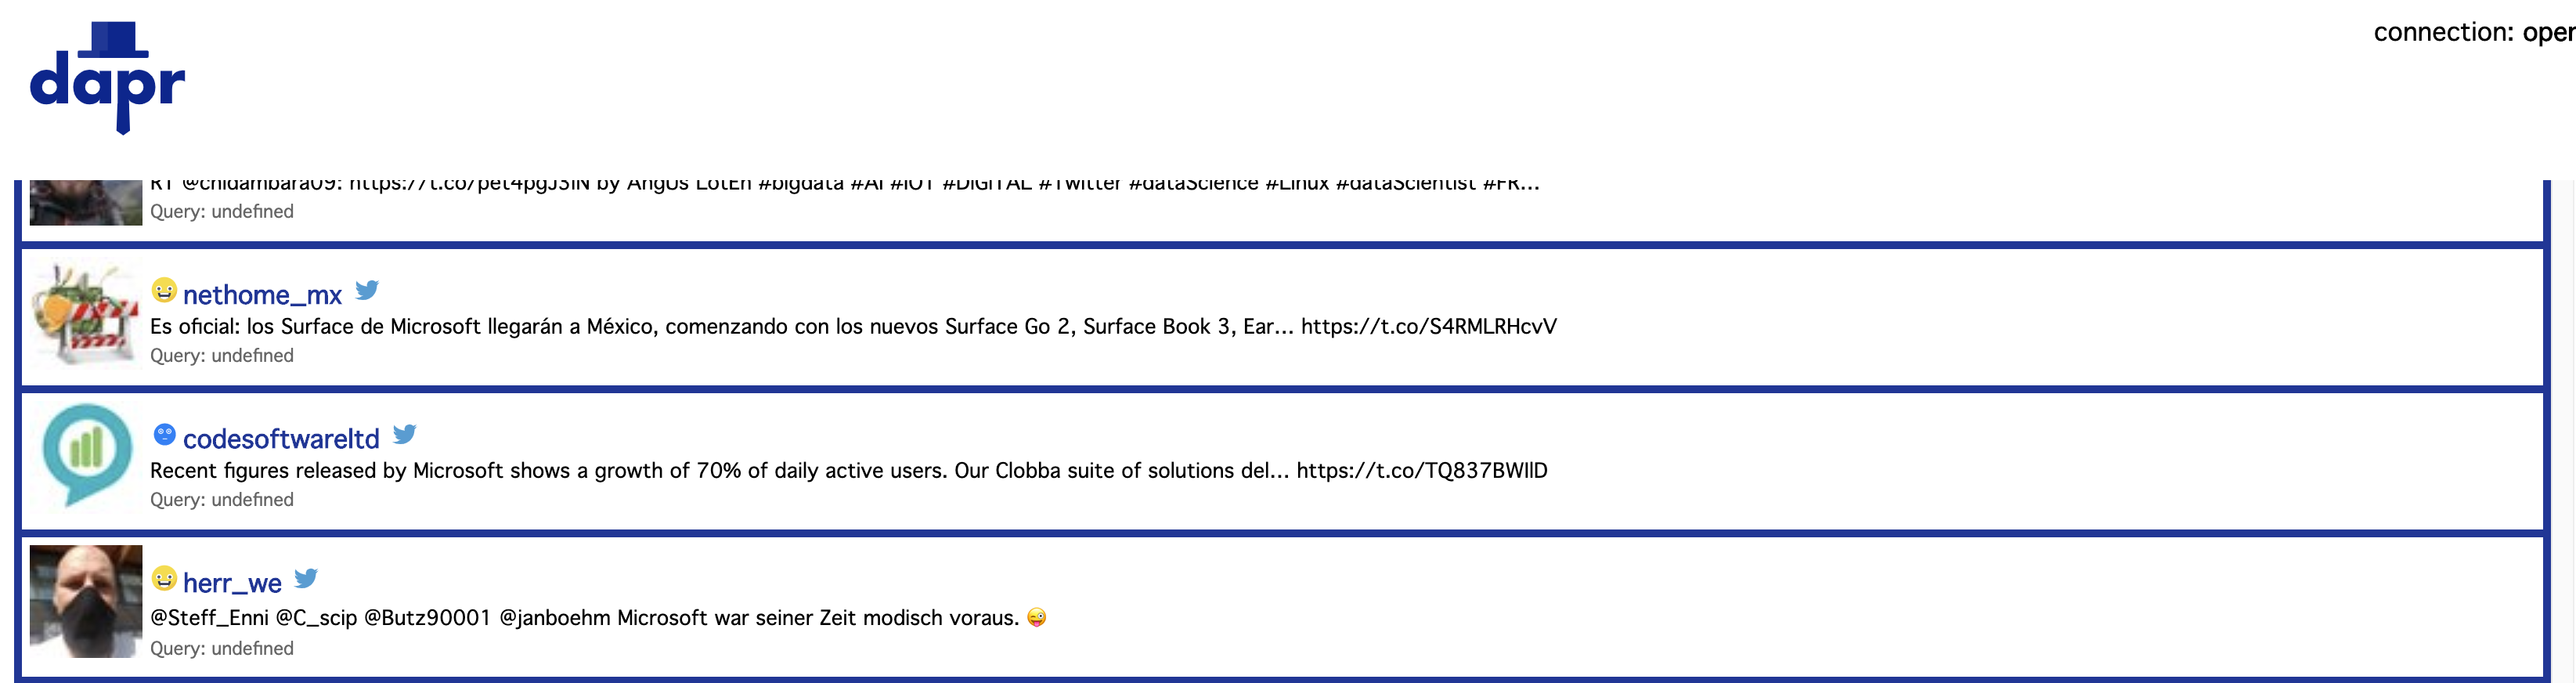 dapr
connection: open
RT @chidambara09: https://t.co/pet4pgJ3iN by AngUs LotEn #bigdata #AI #IOT #DiGiTAL #Twitter #dataScience #Linux #dataScientist #FR...
Query: undefined
nethome_mx
Es oficial: los Surface de Microsoft llegarán a México, comenzando con los nuevos Surface Go 2, Surface Book 3, Ear... https://t.co/S4RMLRHcvV
Query: undefined
codesoftwareltd
Recent figures released by Microsoft shows a growth of 70% of daily active users. Our Clobba suite of solutions del... https://t.co/TQ837BWIlD
Query: undefined
herr_we
@Steff_Enni @C_scip @Butz90001 @janboehm Microsoft war seiner Zeit modisch voraus. 😜
Query: undefined